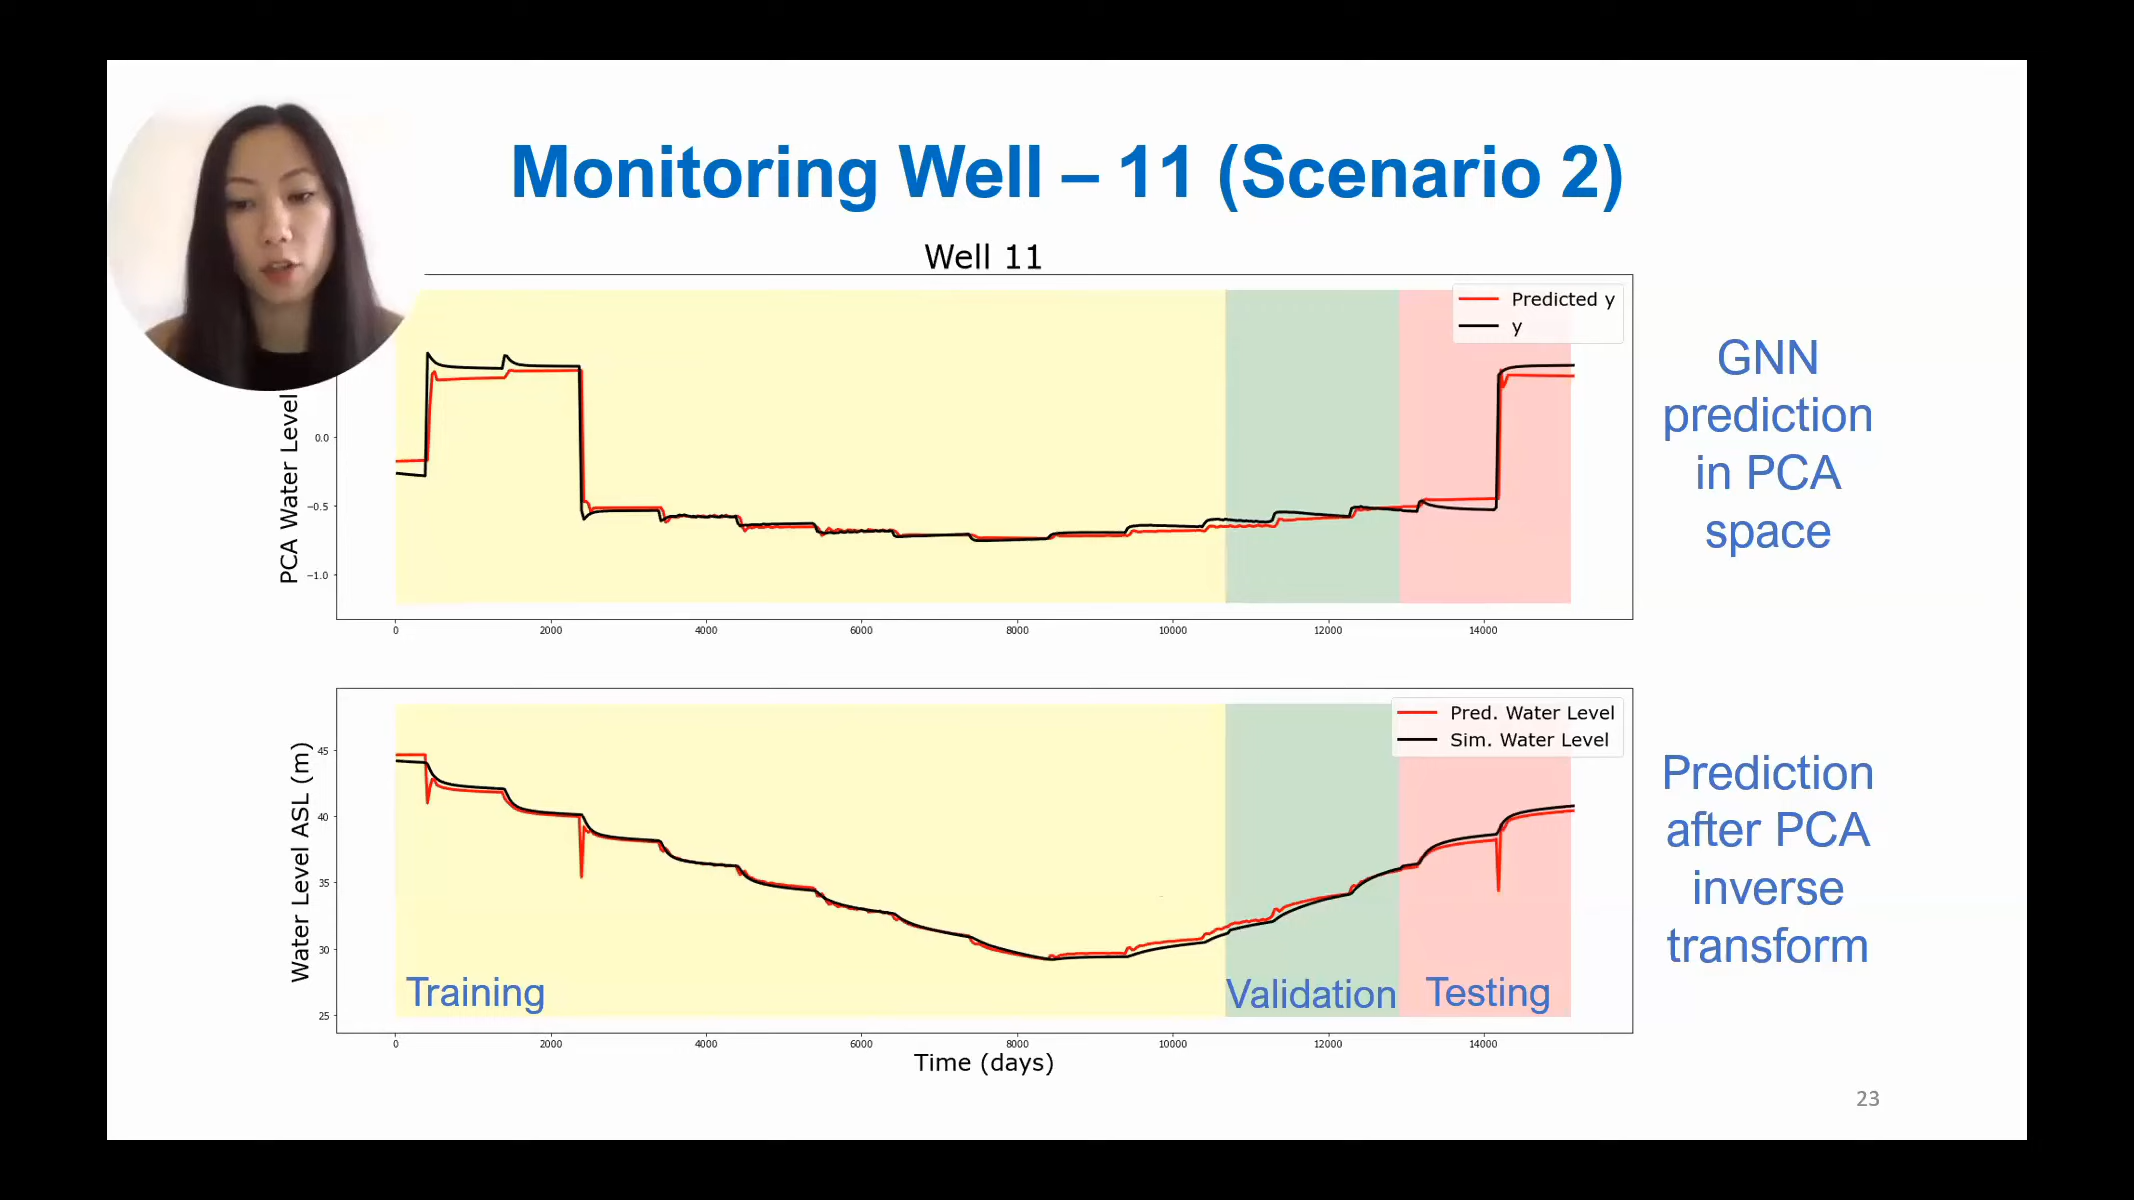 Monitoring Well – 11 (Scenario 2)
Well 11
Predicted y
y
PCA Water Level
0.0
−0.5
−1.0
0 2000 4000 6000 8000 10000 12000 14000
GNN
prediction
in PCA
space
Pred. Water Level
Sim. Water Level
Water Level ASL (m)
45
40
35
30
25
Training
Validation
Testing
0 2000 4000 6000 8000 10000 12000 14000
Time (days)
Prediction
after PCA
inverse
transform
23